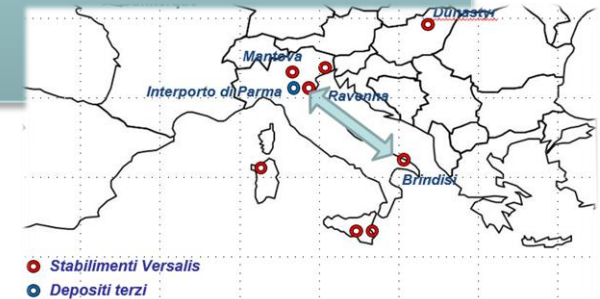 Dunastyr
Mantova
Interporto di Parma
Ravenna
Brindisi
Stabilimenti Versalis
Depositi terzi